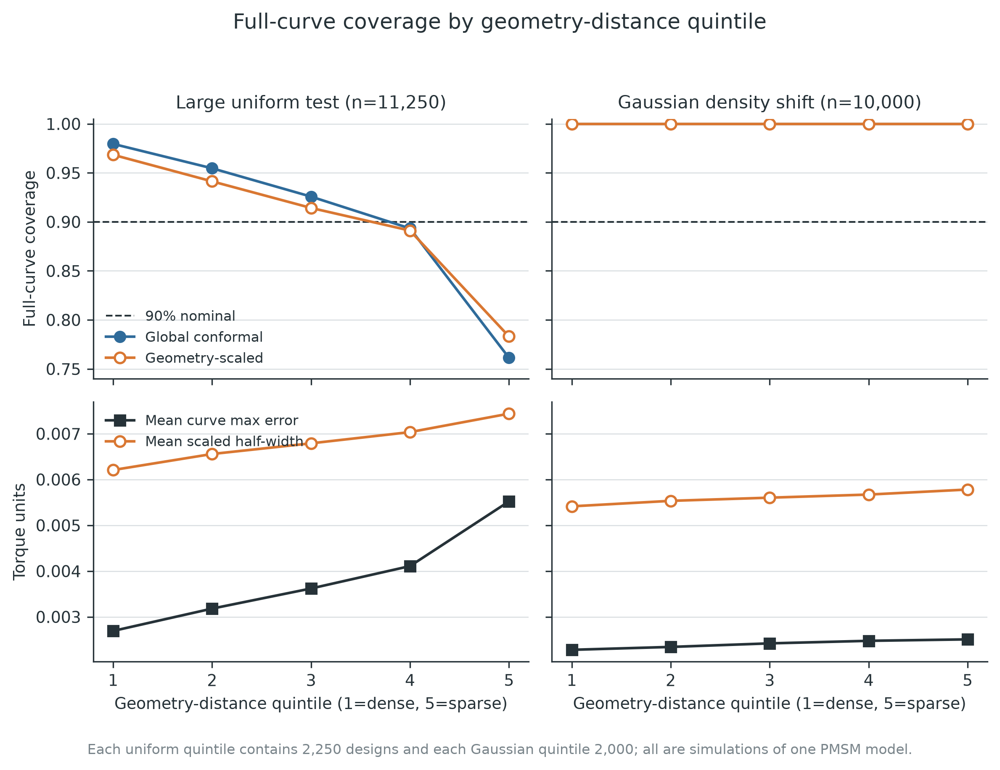 Full-curve coverage by geometry-distance quintile
Large uniform test (n=11,250)
Gaussian density shift (n=10,000)
Full-curve coverage
1.00
0.95
0.90
0.85
0.80
0.75
90% nominal
Global conformal
Geometry-scaled
Torque units
0.007
0.006
0.005
0.004
0.003
Mean curve max error
Mean scaled half-width
1 2 3 4 5
Geometry-distance quintile (1=dense, 5=sparse)
1 2 3 4 5
Geometry-distance quintile (1=dense, 5=sparse)
Each uniform quintile contains 2,250 designs and each Gaussian quintile 2,000; all are simulations of one PMSM model.